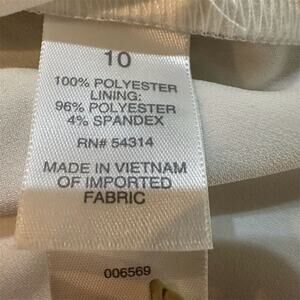 10
100% POLYESTER
LINING:
96% POLYESTER
4% SPANDEX
RN# 54314
MADE IN VIETNAM
OF IMPORTED
FABRIC
006569